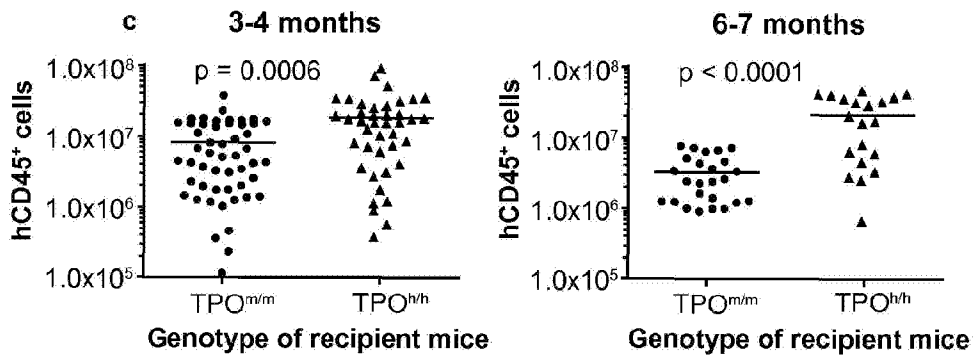 c 3-4 months
p = 0.0006
hCD45⁺ cells
1.0x10⁸
1.0x10⁷
1.0x10⁶
1.0x10⁵
TPOᵐ/ᵐ TPOʰ/ʰ
Genotype of recipient mice
6-7 months
p < 0.0001
hCD45⁺ cells
1.0x10⁸
1.0x10⁷
1.0x10⁶
1.0x10⁵
TPOᵐ/ᵐ TPOʰ/ʰ
Genotype of recipient mice